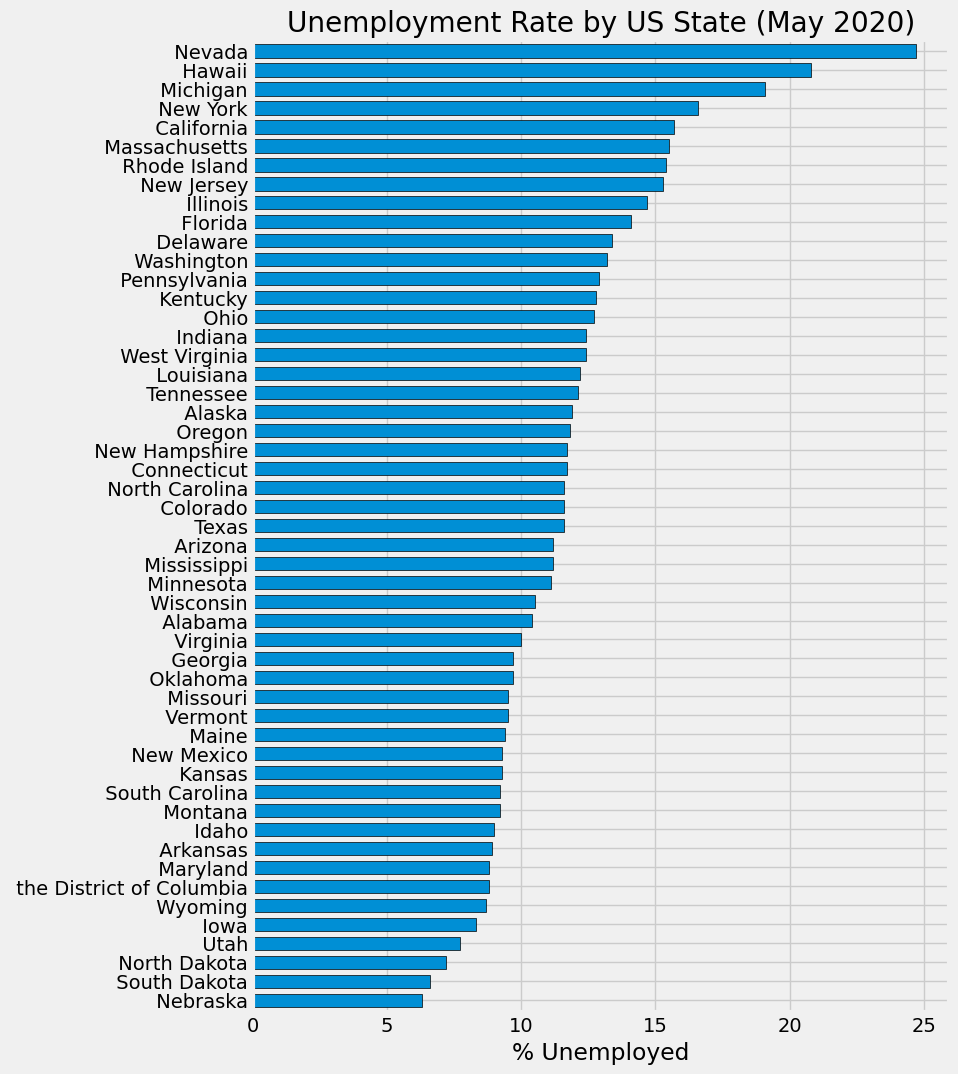 Unemployment Rate by US State (May 2020)
Nevada
Hawaii
Michigan
New York
California
Massachusetts
Rhode Island
New Jersey
Illinois
Florida
Delaware
Washington
Pennsylvania
Kentucky
Ohio
Indiana
West Virginia
Louisiana
Tennessee
Alaska
Oregon
New Hampshire
Connecticut
North Carolina
Colorado
Texas
Arizona
Mississippi
Minnesota
Wisconsin
Alabama
Virginia
Georgia
Oklahoma
Missouri
Vermont
Maine
New Mexico
Kansas
South Carolina
Montana
Idaho
Arkansas
Maryland
the District of Columbia
Wyoming
Iowa
Utah
North Dakota
South Dakota
Nebraska
0 5 10 15 20 25
% Unemployed